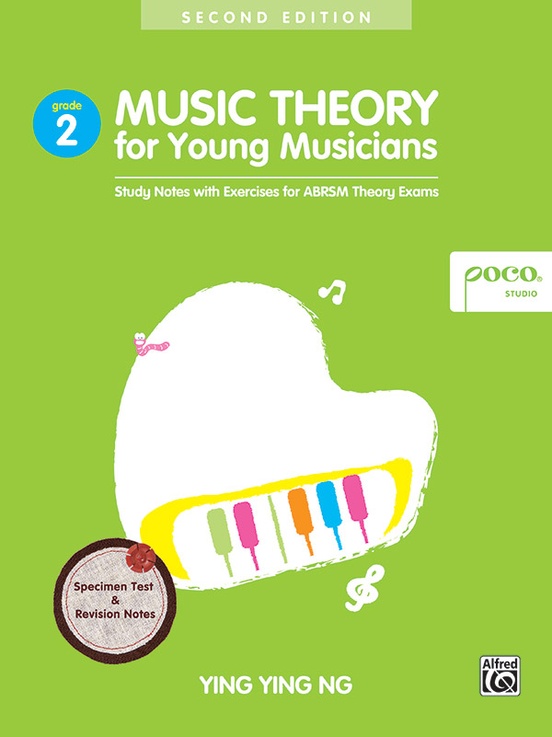 SECOND EDITION
grade
2
MUSIC THEORY
for Young Musicians
Study Notes with Exercises for ABRSM Theory Exams
poco®
STUDIO
Specimen Test
&
Revision Notes
YING YING NG
Alfred